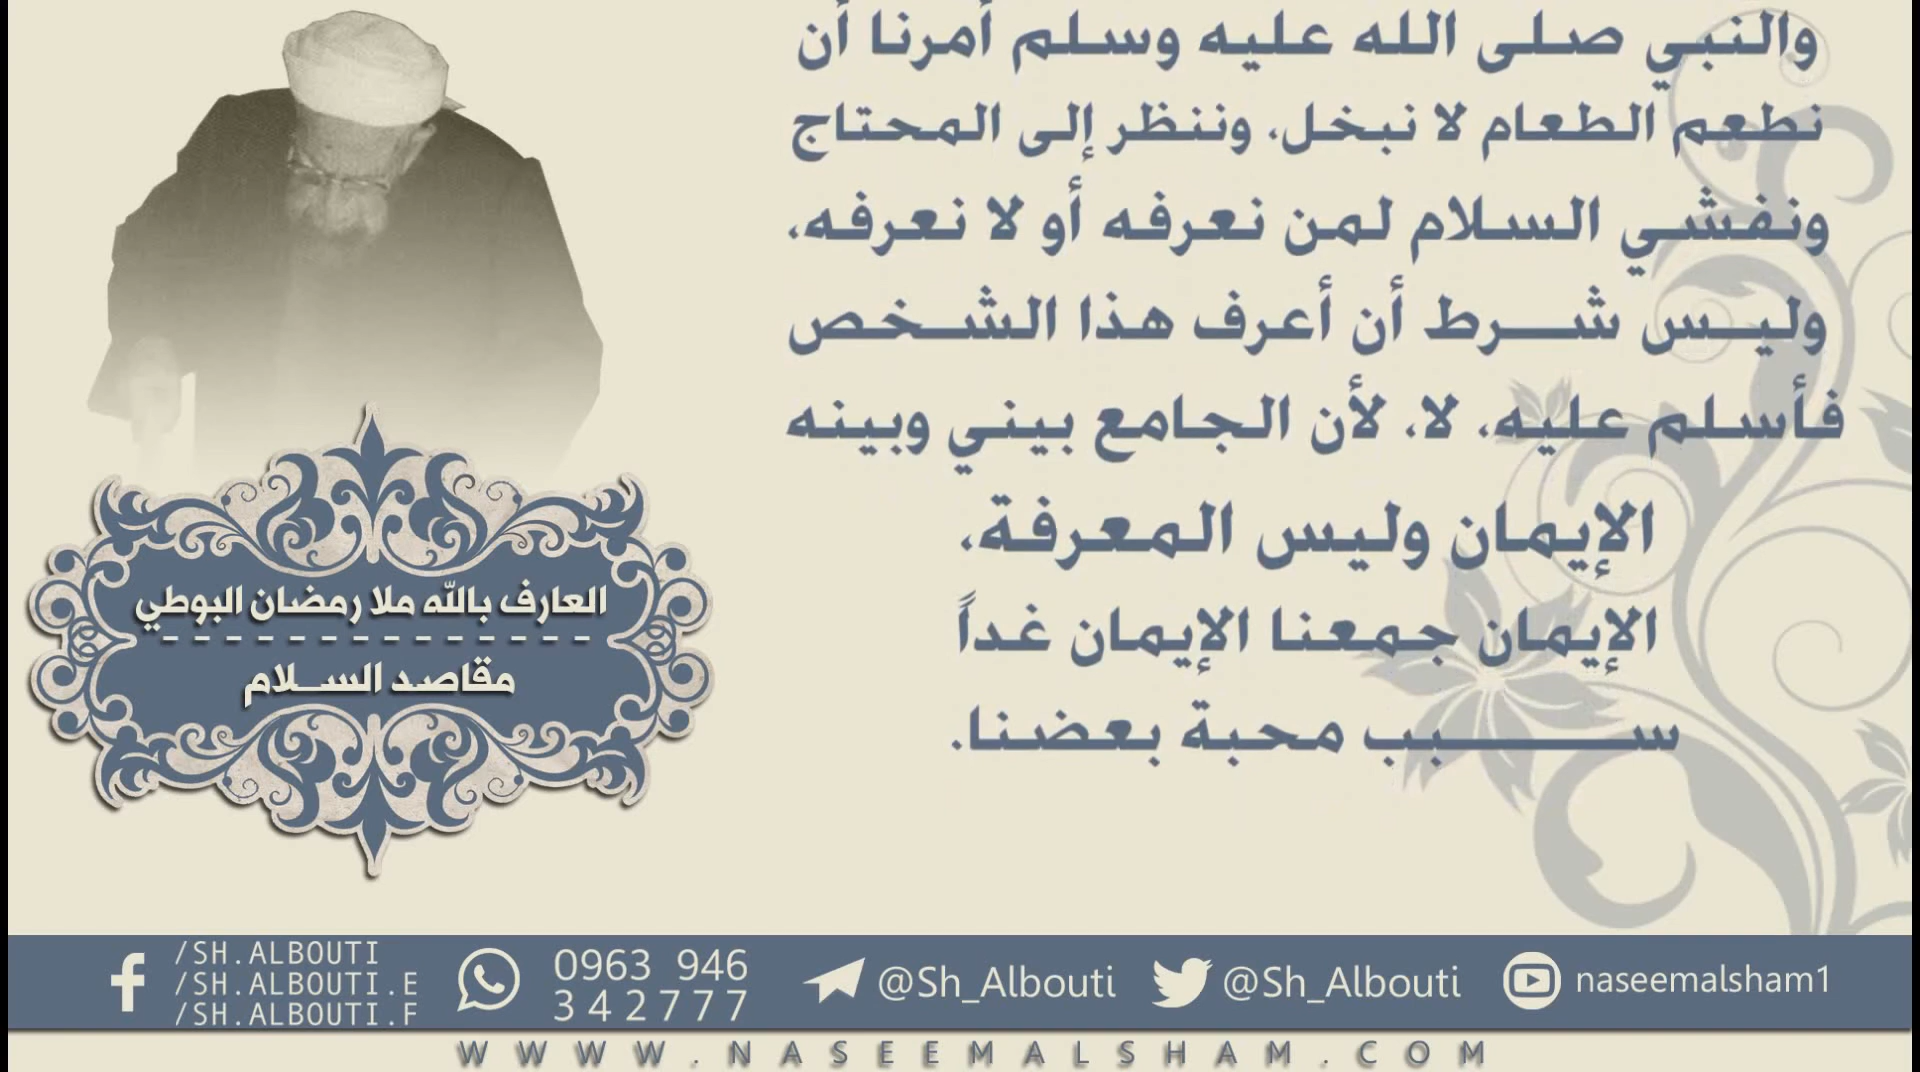 والنبي صلى الله عليه وسلم أمرنا أن
نطعم الطعام لا نبخل، وننظر إلى المحتاج
ونفشي السلام لمن نعرفه أو لا نعرفه،
وليس شرط أن أعرف هذا الشخص
فأسلم عليه، لا، لأن الجامع بيني وبينه
الإيمان وليس المعرفة،
الإيمان جمعنا الإيمان غداً
سبب محبة بعضنا.
العارف بالله ملا رمضان البوطي
مقاصد السلام
/SH.ALBOUTI
/SH.ALBOUTI.E
/SH.ALBOUTI.F
0963 946
342777
@Sh_Albouti
@Sh_Albouti
naseemalsham1
WWWW.NASEEMALSHAM.COM